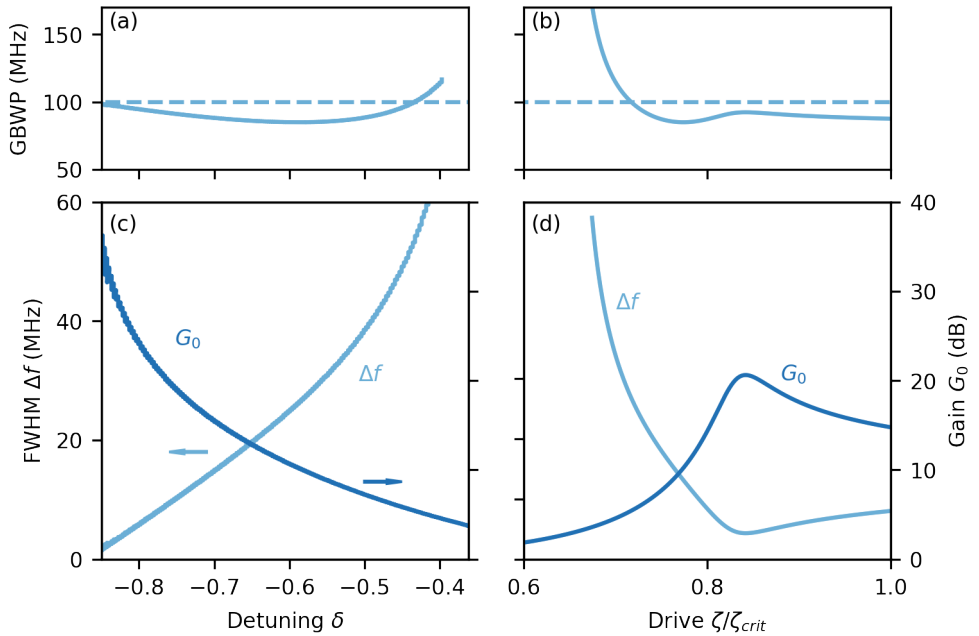 (a)
(b)
GBWP (MHz)
150
100
50
(c)
(d)
FWHM Δf (MHz)
60
40
20
0
G₀
Δf
Δf
G₀
40
30
20
10
0
Gain G₀ (dB)
−0.8
−0.7
−0.6
−0.5
−0.4
0.6
0.8
1.0
Detuning δ
Drive ζ/ζ_crit